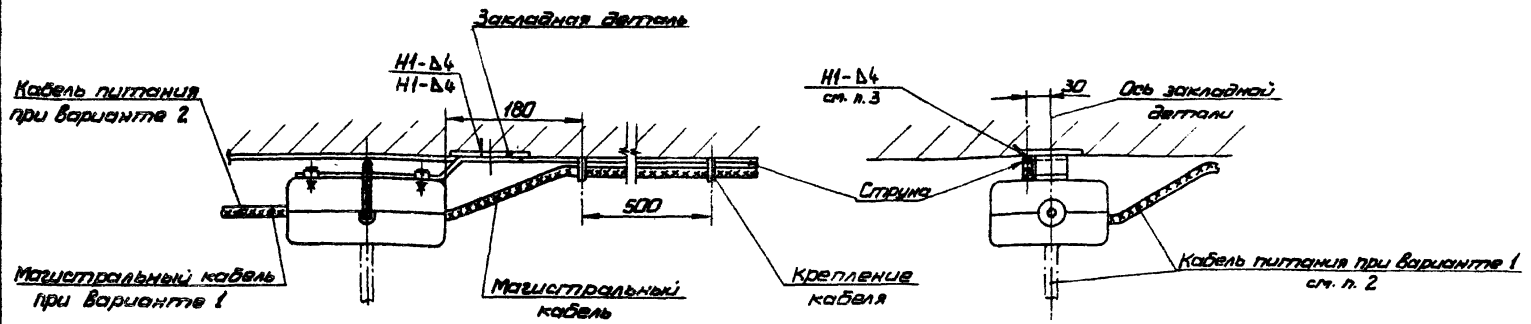 Закладная деталь
Н1-Δ4
Н1-Δ4
Кабель питания
при варианте 2
180
Н1-Δ4
см. п. 3
30
Ось закладной
детали
Струна
500
Магистральный кабель
при варианте 1
Магистральный
кабель
Крепление
кабеля
Кабель питания при варианте 1
см. п. 2